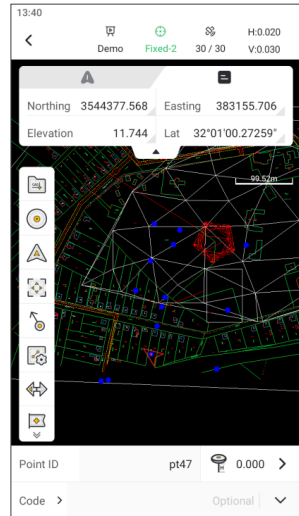 13:40
H:0.020
Demo Fixed-2 30 / 30 V:0.030
Northing 3544377.568 Easting 383155.706
Elevation 11.744 Lat 32°01'00.27259"
99.52m
Point ID pt47 0.000
Code Optional